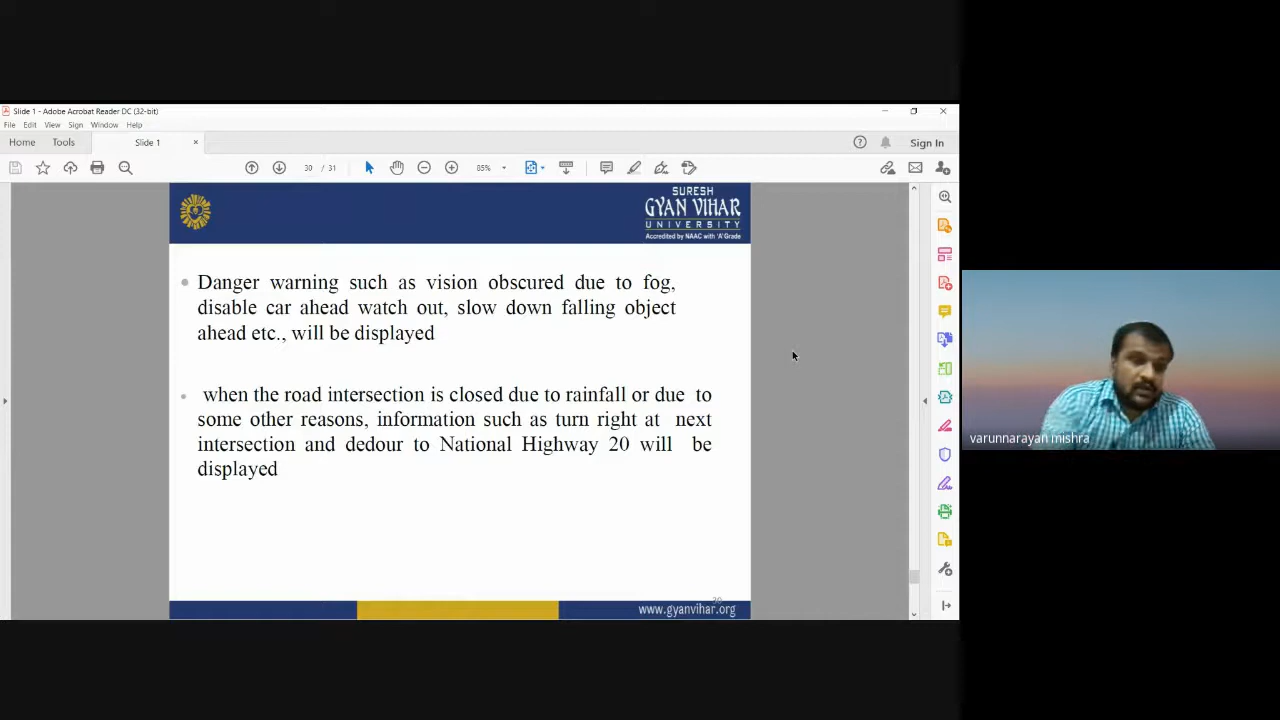 Slide 1 - Adobe Acrobat Reader DC (32-bit)
File Edit View Sign Window Help
Home Tools Slide 1 Sign In
30 / 31 85%
SURESH
GYAN VIHAR
UNIVERSITY
Accredited by NAAC with 'A' Grade
Danger warning such as vision obscured due to fog,
disable car ahead watch out, slow down falling object
ahead etc., will be displayed
when the road intersection is closed due to rainfall or due to
some other reasons, information such as turn right at next
intersection and dedour to National Highway 20 will be
displayed
varunnarayan mishra
30
www.gyanvihar.org